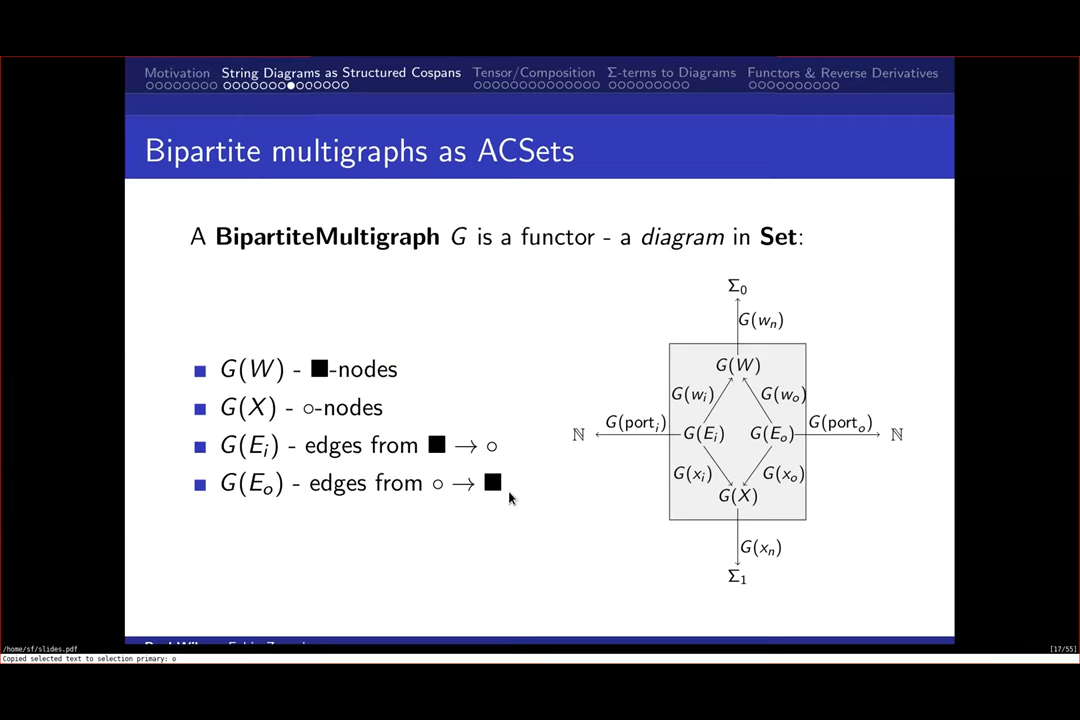 Motivation String Diagrams as Structured Cospans Tensor/Composition Σ-terms to Diagrams Functors & Reverse Derivatives
Bipartite multigraphs as ACSets
A BipartiteMultigraph G is a functor - a diagram in Set:
G(W) - ■-nodes
G(X) - ○-nodes
G(Eᵢ) - edges from ■ → ○
G(Eₒ) - edges from ○ → ■
Σ₀
G(wₙ)
G(W)
G(wᵢ) G(wₒ)
ℕ G(portᵢ) G(Eᵢ) G(Eₒ) G(portₒ) ℕ
G(xᵢ) G(xₒ)
G(X)
G(xₙ)
Σ₁
/home/sf/slides.pdf [17/55]
Copied selected text to selection primary: o